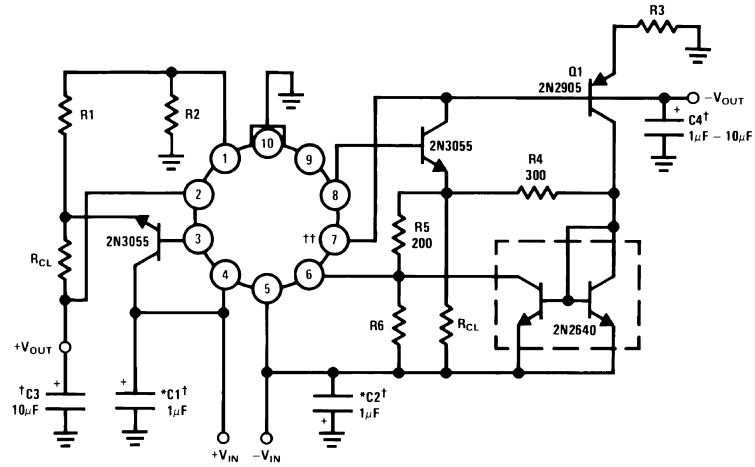 R3
Q1
2N2905
R1
R2
10
1
9
2N3055
−VOUT
+
C4†
1μF – 10μF
2
8
R4
300
3
††
7
R5
200
2N3055
RCL
4
5
6
R6
RCL
2N2640
+VOUT
†C3
10μF
+
*C1†
1μF
+
*C2†
1μF
+
+VIN
−VIN